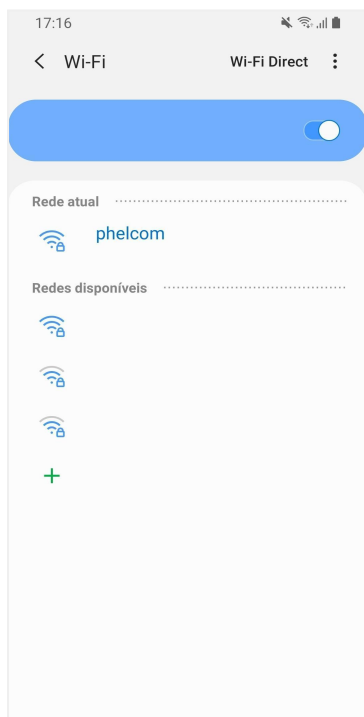 17:16
Wi-Fi
Wi-Fi Direct
Rede atual
phelcom
Redes disponíveis